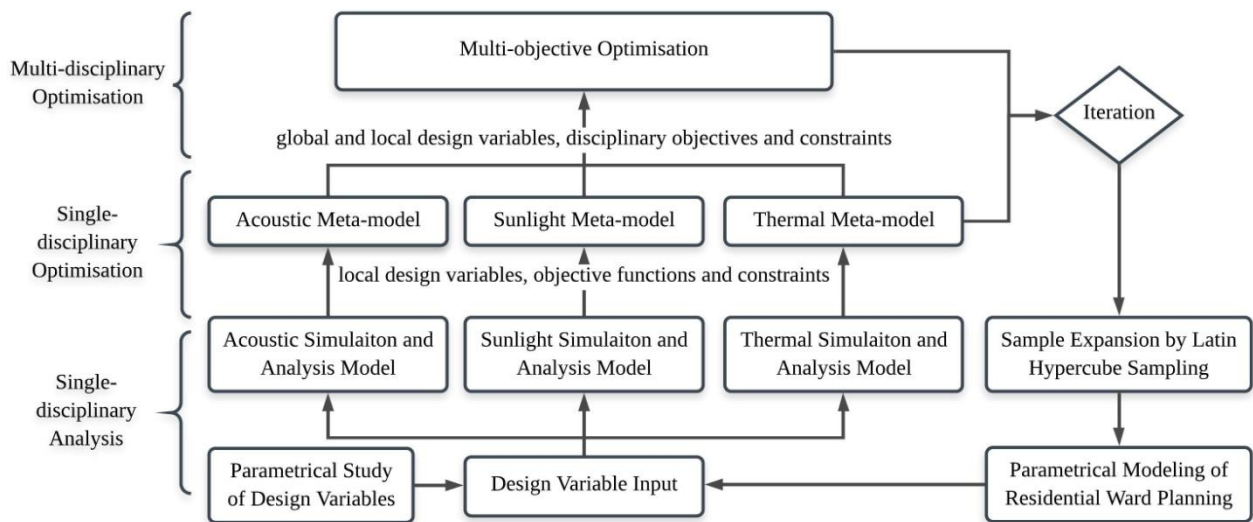 Multi-disciplinary
Optimisation
Multi-objective Optimisation
Iteration
global and local design variables, disciplinary objectives and constraints
Single-
disciplinary
Optimisation
Acoustic Meta-model
Sunlight Meta-model
Thermal Meta-model
local design variables, objective functions and constraints
Single-
disciplinary
Analysis
Acoustic Simulaiton and
Analysis Model
Sunlight Simulaiton and
Analysis Model
Thermal Simulaiton and
Analysis Model
Sample Expansion by Latin
Hypercube Sampling
Parametrical Study
of Design Variables
Design Variable Input
Parametrical Modeling of
Residential Ward Planning